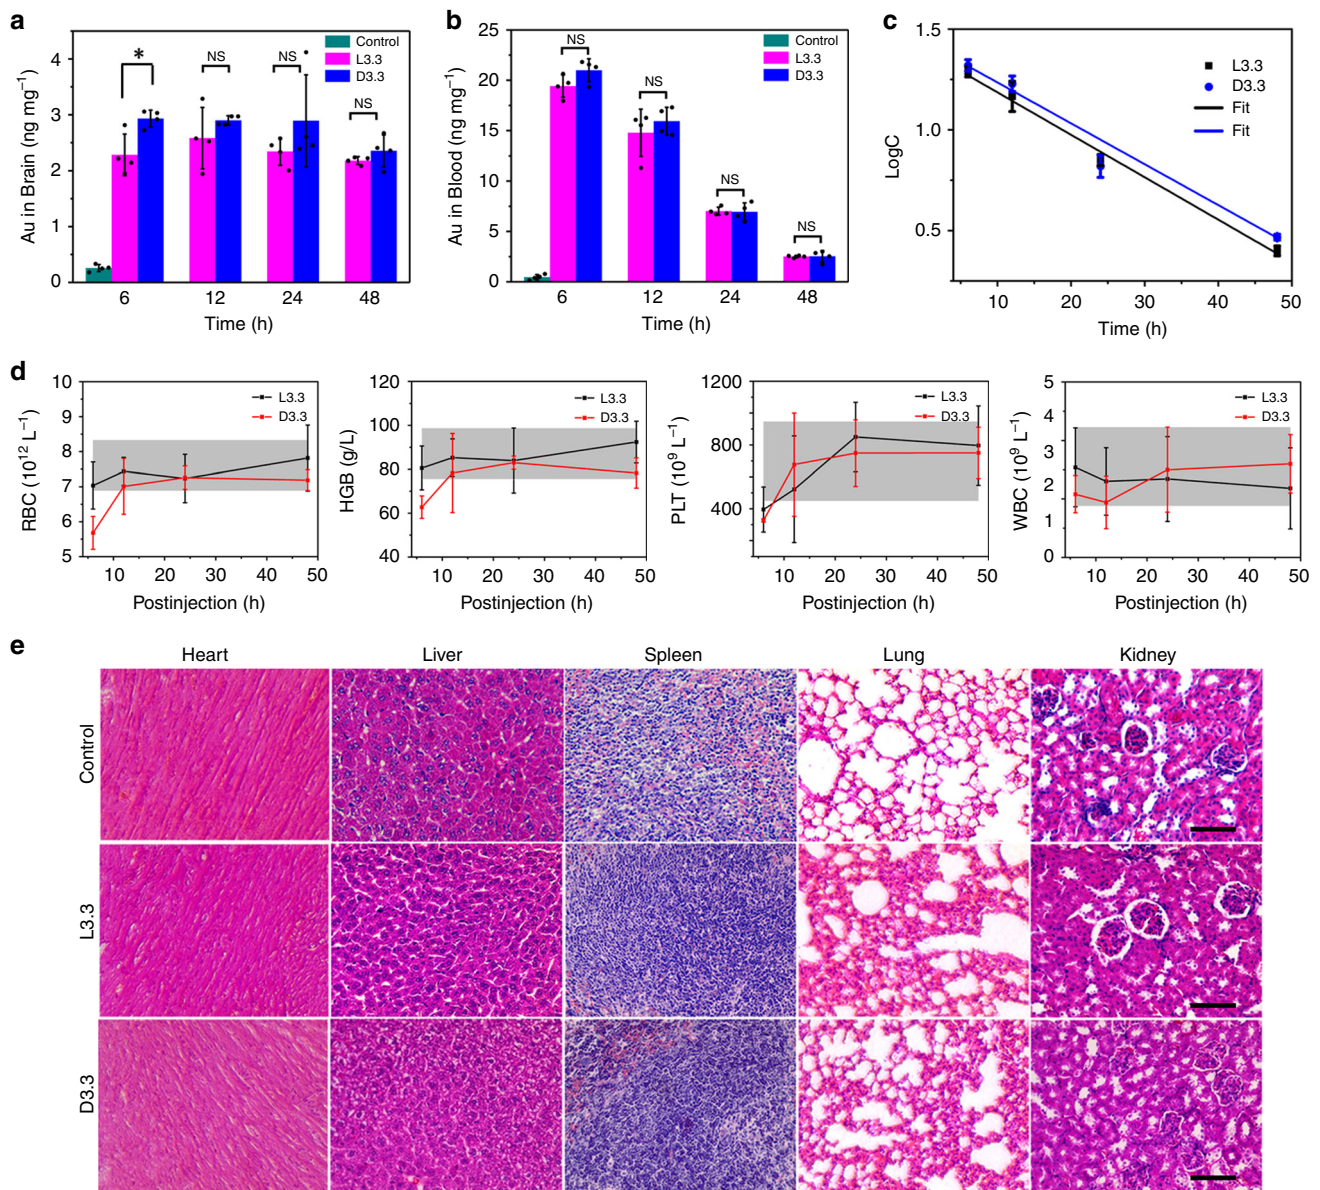 a
Au in Brain (ng mg⁻¹)
4
3
2
1
0
*
NS
NS
NS
Control
L3.3
D3.3
6 12 24 48
Time (h)
b
Au in Blood (ng mg⁻¹)
25
20
15
10
5
0
NS
NS
NS
NS
Control
L3.3
D3.3
6 12 24 48
Time (h)
c
LogC
1.5
1.0
0.5
L3.3
D3.3
Fit
Fit
10 20 30 40 50
Time (h)
d
RBC (10¹² L⁻¹)
10
9
8
7
6
5
L3.3
D3.3
10 20 30 40 50
Postinjection (h)
HGB (g/L)
120
100
80
60
40
L3.3
D3.3
10 20 30 40 50
Postinjection (h)
PLT (10⁹ L⁻¹)
1200
800
400
L3.3
D3.3
10 20 30 40 50
Postinjection (h)
WBC (10⁹ L⁻¹)
5
4
3
2
1
0
L3.3
D3.3
10 20 30 40 50
Postinjection (h)
e
Heart Liver Spleen Lung Kidney
Control
L3.3
D3.3